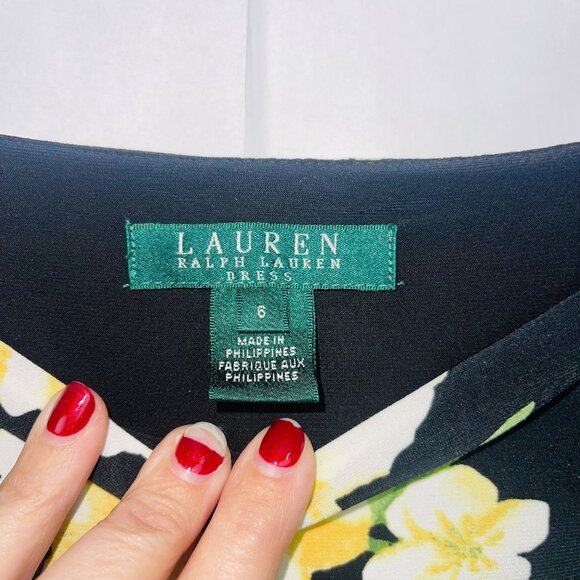 LAUREN
RALPH LAUREN
DRESS
6
MADE IN
PHILIPPINES
FABRIQUE AUX
PHILIPPINES